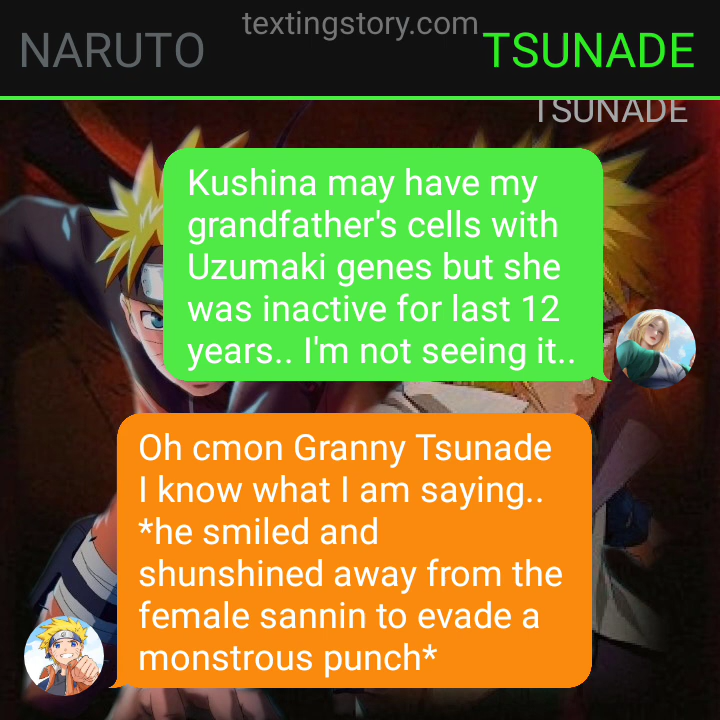 textingstory.com
NARUTO
TSUNADE
TSUNADE
Kushina may have my
grandfather's cells with
Uzumaki genes but she
was inactive for last 12
years.. I'm not seeing it..
Oh cmon Granny Tsunade
I know what I am saying..
*he smiled and
shunshined away from the
female sannin to evade a
monstrous punch*